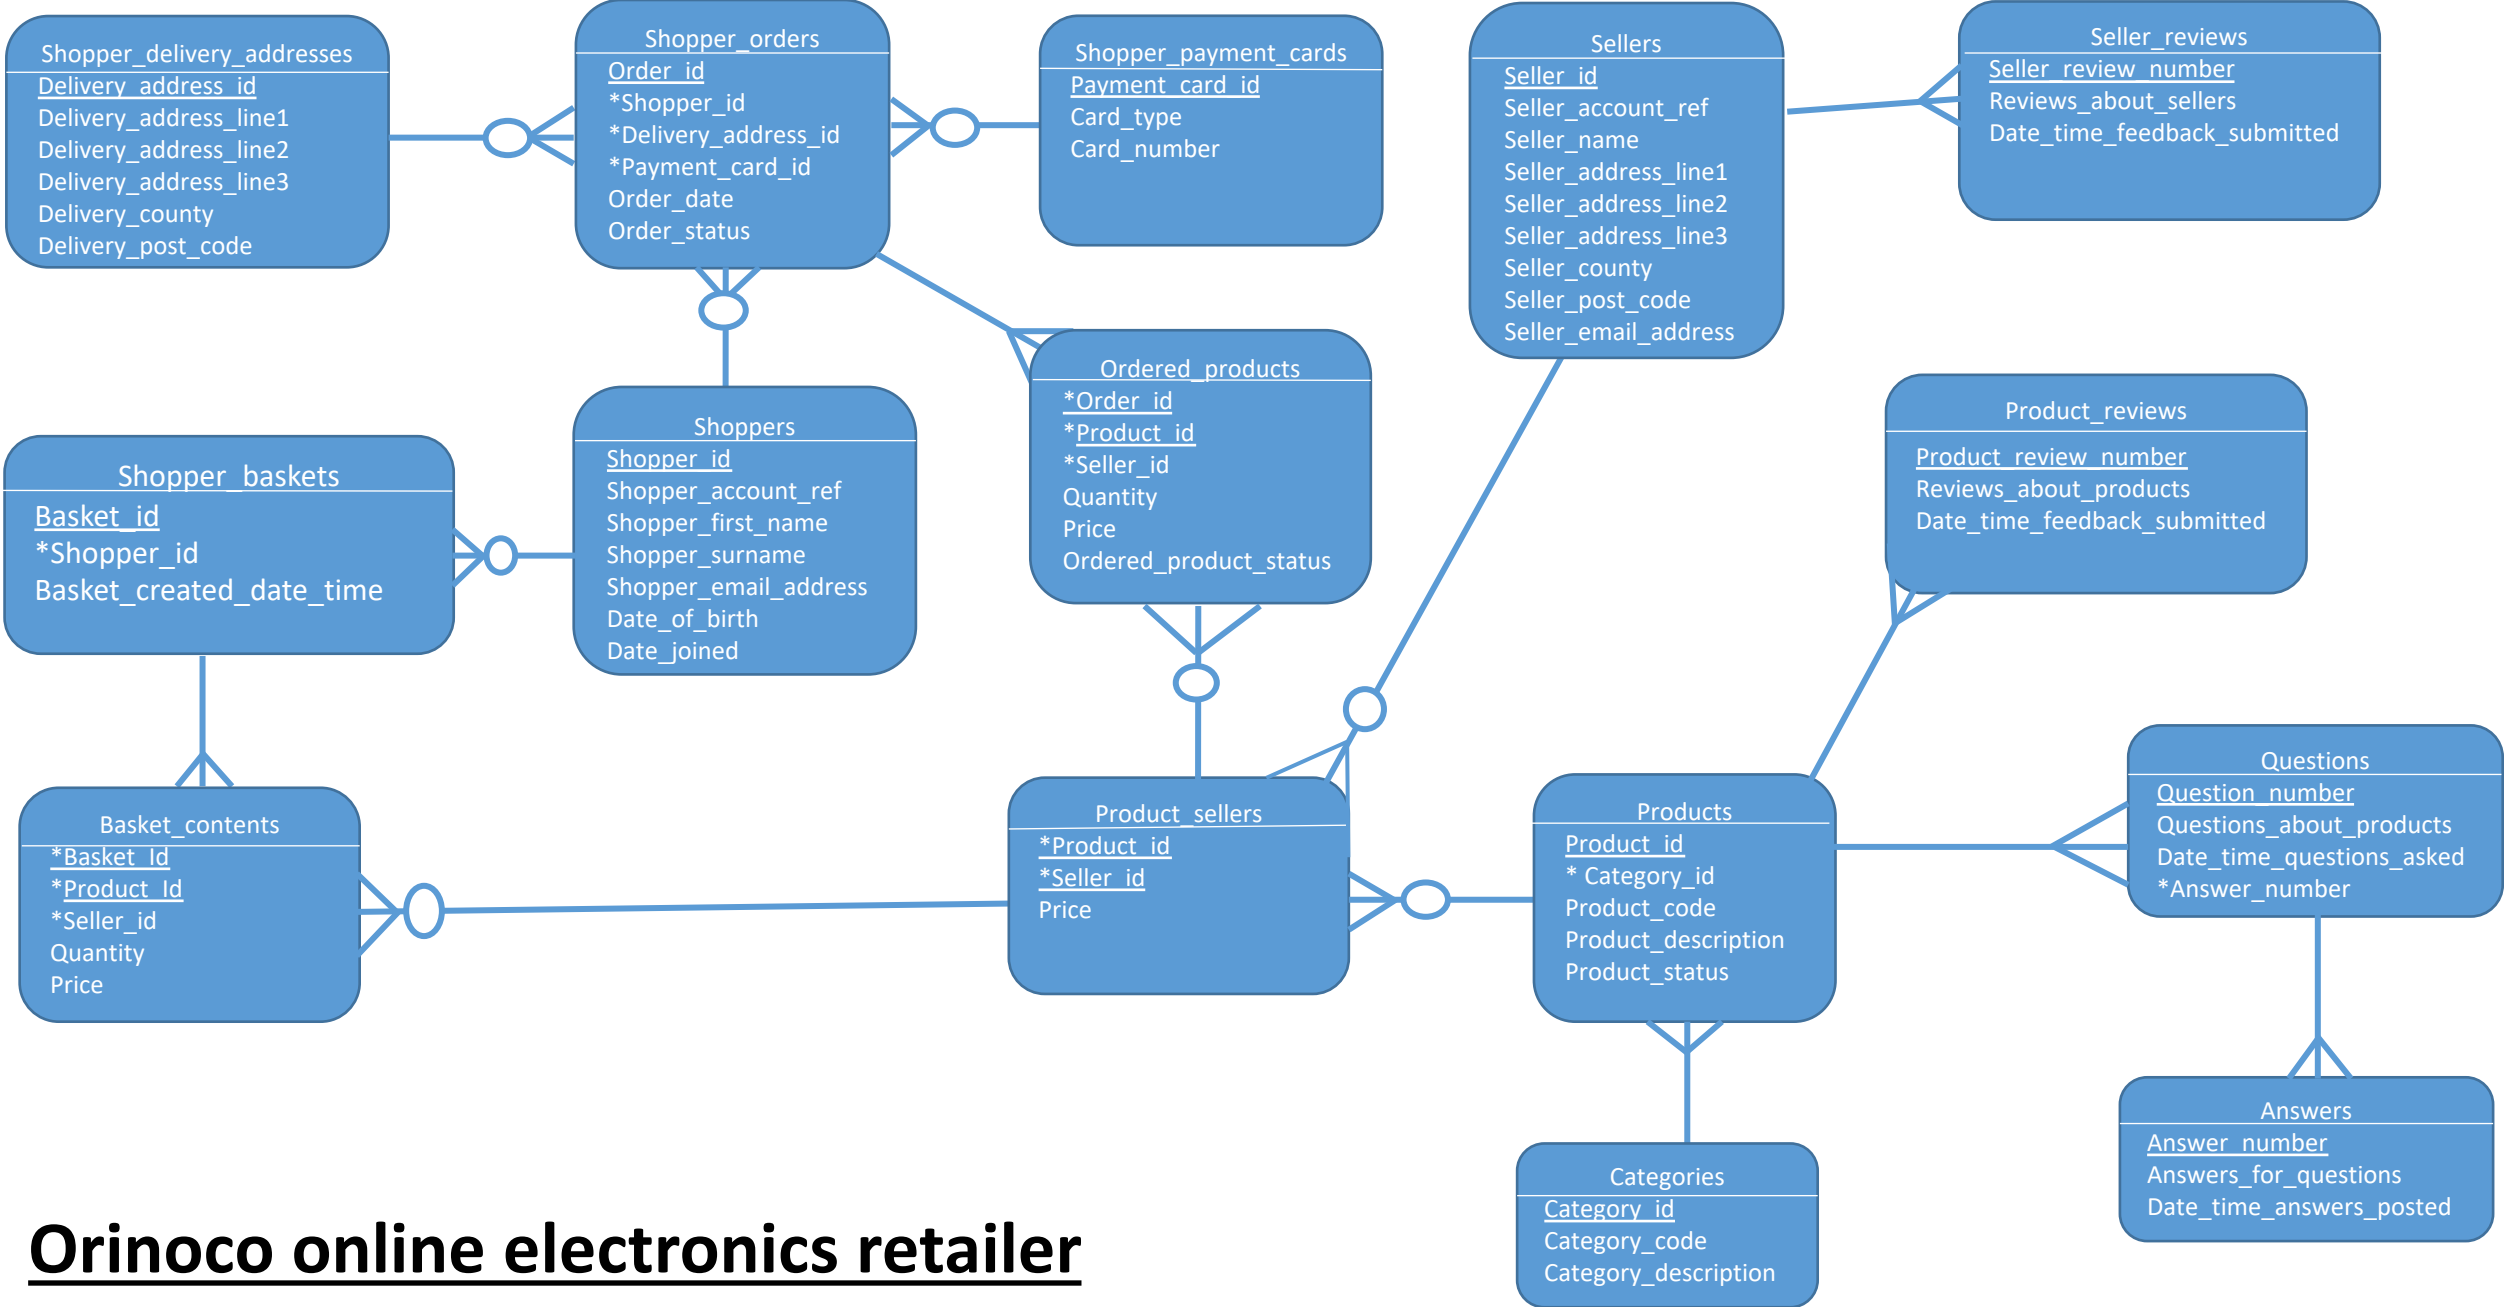 Shopper_delivery_addresses
Delivery_address_id
Delivery_address_line1
Delivery_address_line2
Delivery_address_line3
Delivery_county
Delivery_post_code
Shopper_orders
Order_id
*Shopper_id
*Delivery_address_id
*Payment_card_id
Order_date
Order_status
Shopper_payment_cards
Payment_card_id
Card_type
Card_number
Sellers
Seller_id
Seller_account_ref
Seller_name
Seller_address_line1
Seller_address_line2
Seller_address_line3
Seller_county
Seller_post_code
Seller_email_address
Seller_reviews
Seller_review_number
Reviews_about_sellers
Date_time_feedback_submitted
Shopper_baskets
Basket_id
*Shopper_id
Basket_created_date_time
Shoppers
Shopper_id
Shopper_account_ref
Shopper_first_name
Shopper_surname
Shopper_email_address
Date_of_birth
Date_joined
Ordered_products
*Order_id
*Product_id
*Seller_id
Quantity
Price
Ordered_product_status
Product_reviews
Product_review_number
Reviews_about_products
Date_time_feedback_submitted
Basket_contents
*Basket_Id
*Product_Id
*Seller_id
Quantity
Price
Product_sellers
*Product_id
*Seller_id
Price
Products
Product_id
* Category_id
Product_code
Product_description
Product_status
Questions
Question_number
Questions_about_products
Date_time_questions_asked
*Answer_number
Categories
Category_id
Category_code
Category_description
Answers
Answer_number
Answers_for_questions
Date_time_answers_posted
Orinoco online electronics retailer